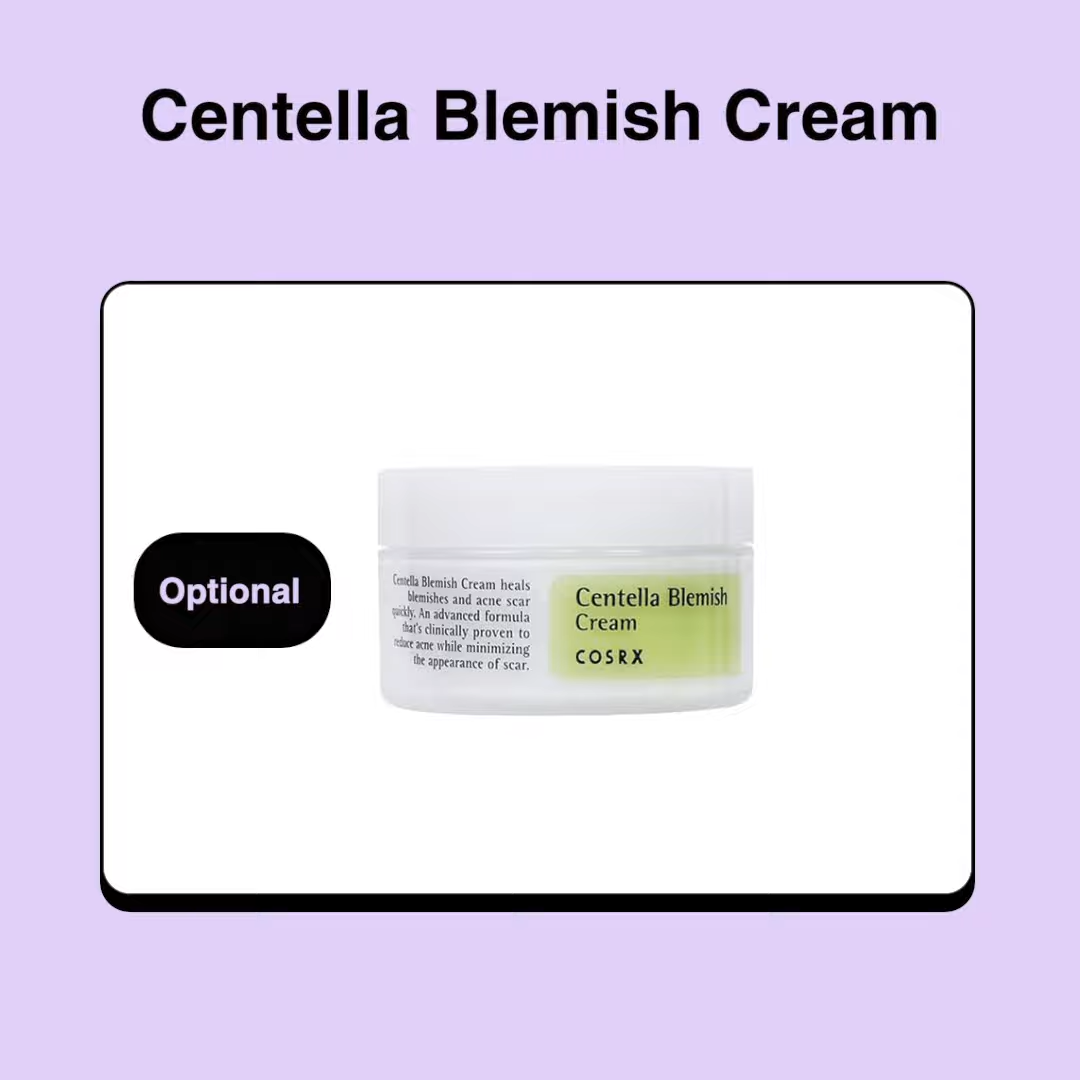 Centella Blemish Cream
Optional
Centella Blemish Cream heals
blemishes and acne scar
quickly. An advanced formula
that's clinically proven to
reduce acne while minimizing
the appearance of scar.
Centella Blemish
Cream
COSRX